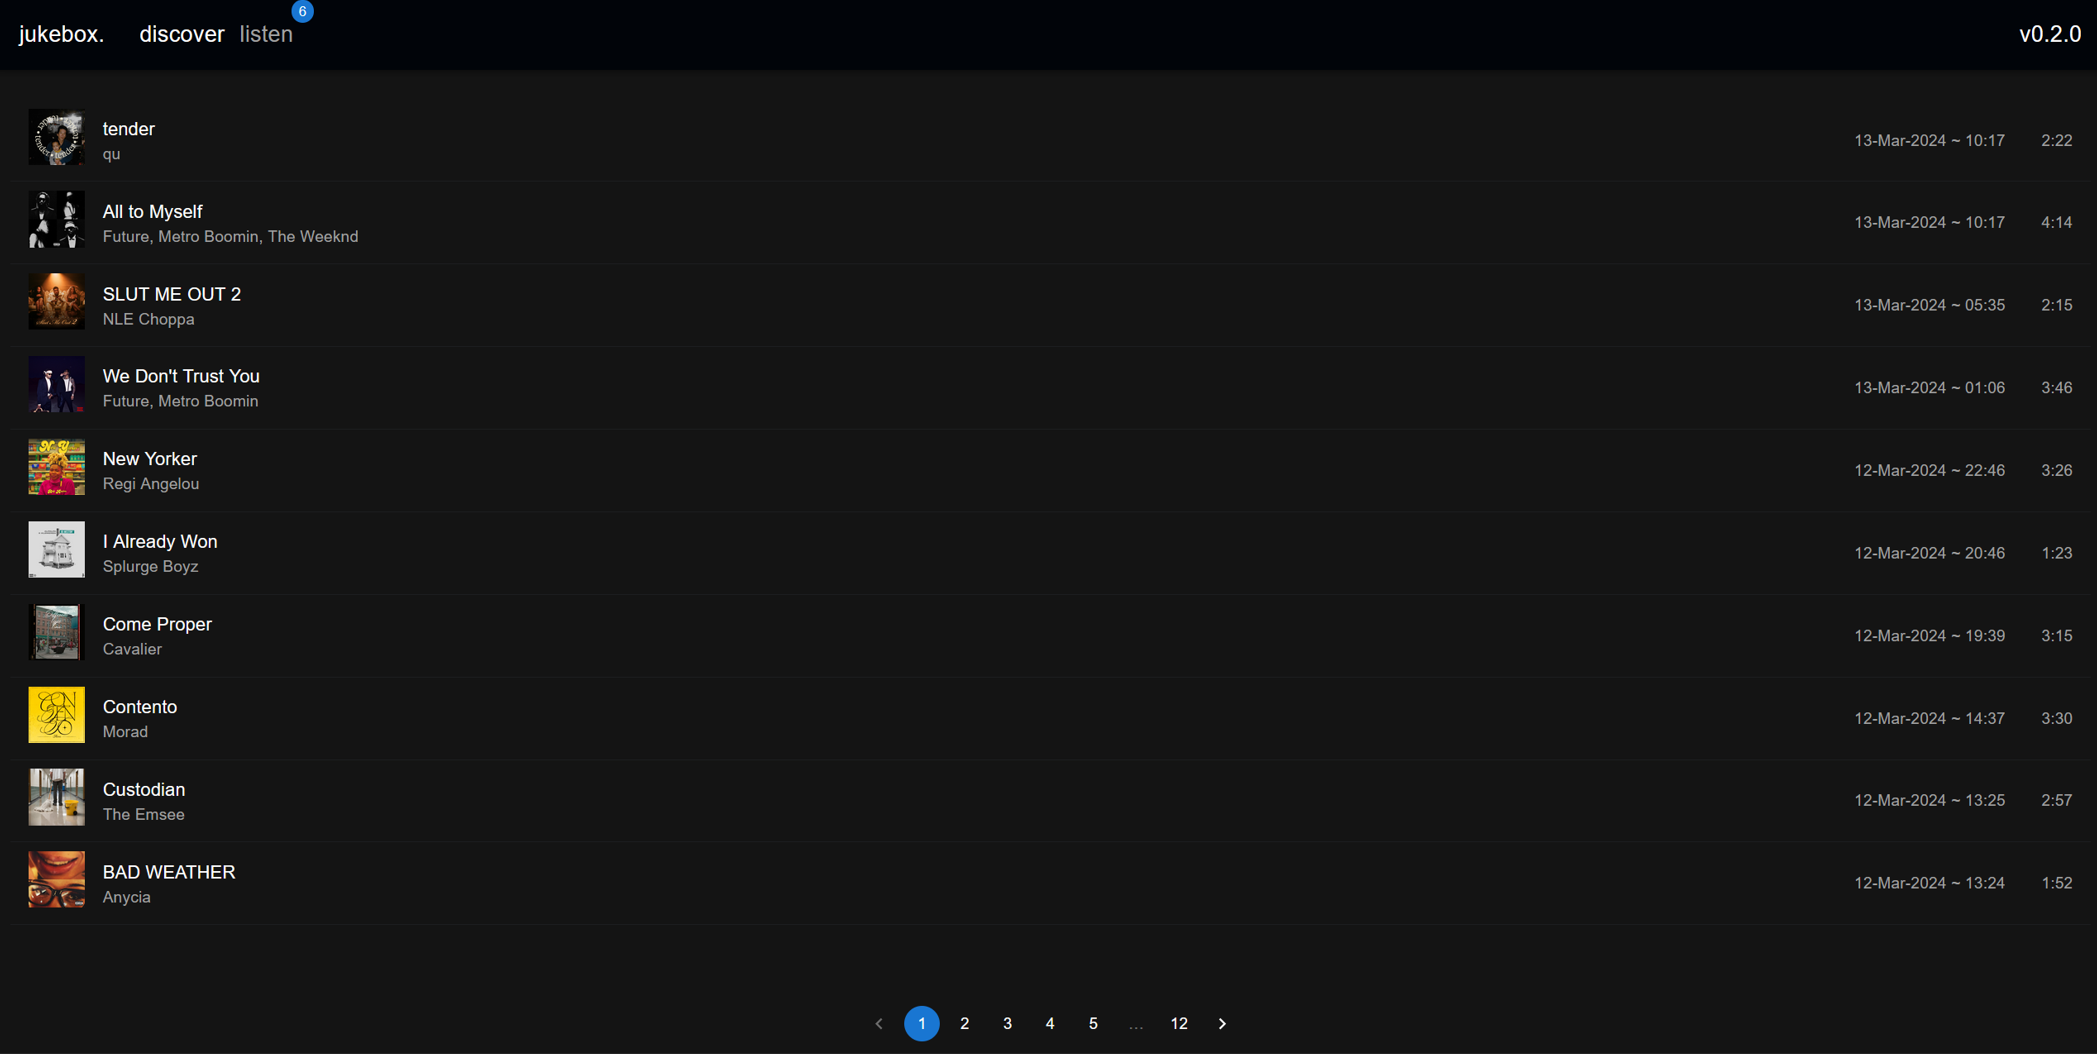 6
jukebox. discover listen v0.2.0
tender
qu
13-Mar-2024 ~ 10:17 2:22
All to Myself
Future, Metro Boomin, The Weeknd
13-Mar-2024 ~ 10:17 4:14
SLUT ME OUT 2
NLE Choppa
13-Mar-2024 ~ 05:35 2:15
We Don't Trust You
Future, Metro Boomin
13-Mar-2024 ~ 01:06 3:46
New Yorker
Regi Angelou
12-Mar-2024 ~ 22:46 3:26
I Already Won
Splurge Boyz
12-Mar-2024 ~ 20:46 1:23
Come Proper
Cavalier
12-Mar-2024 ~ 19:39 3:15
Contento
Morad
12-Mar-2024 ~ 14:37 3:30
Custodian
The Emsee
12-Mar-2024 ~ 13:25 2:57
BAD WEATHER
Anycia
12-Mar-2024 ~ 13:24 1:52
1 2 3 4 5 ... 12